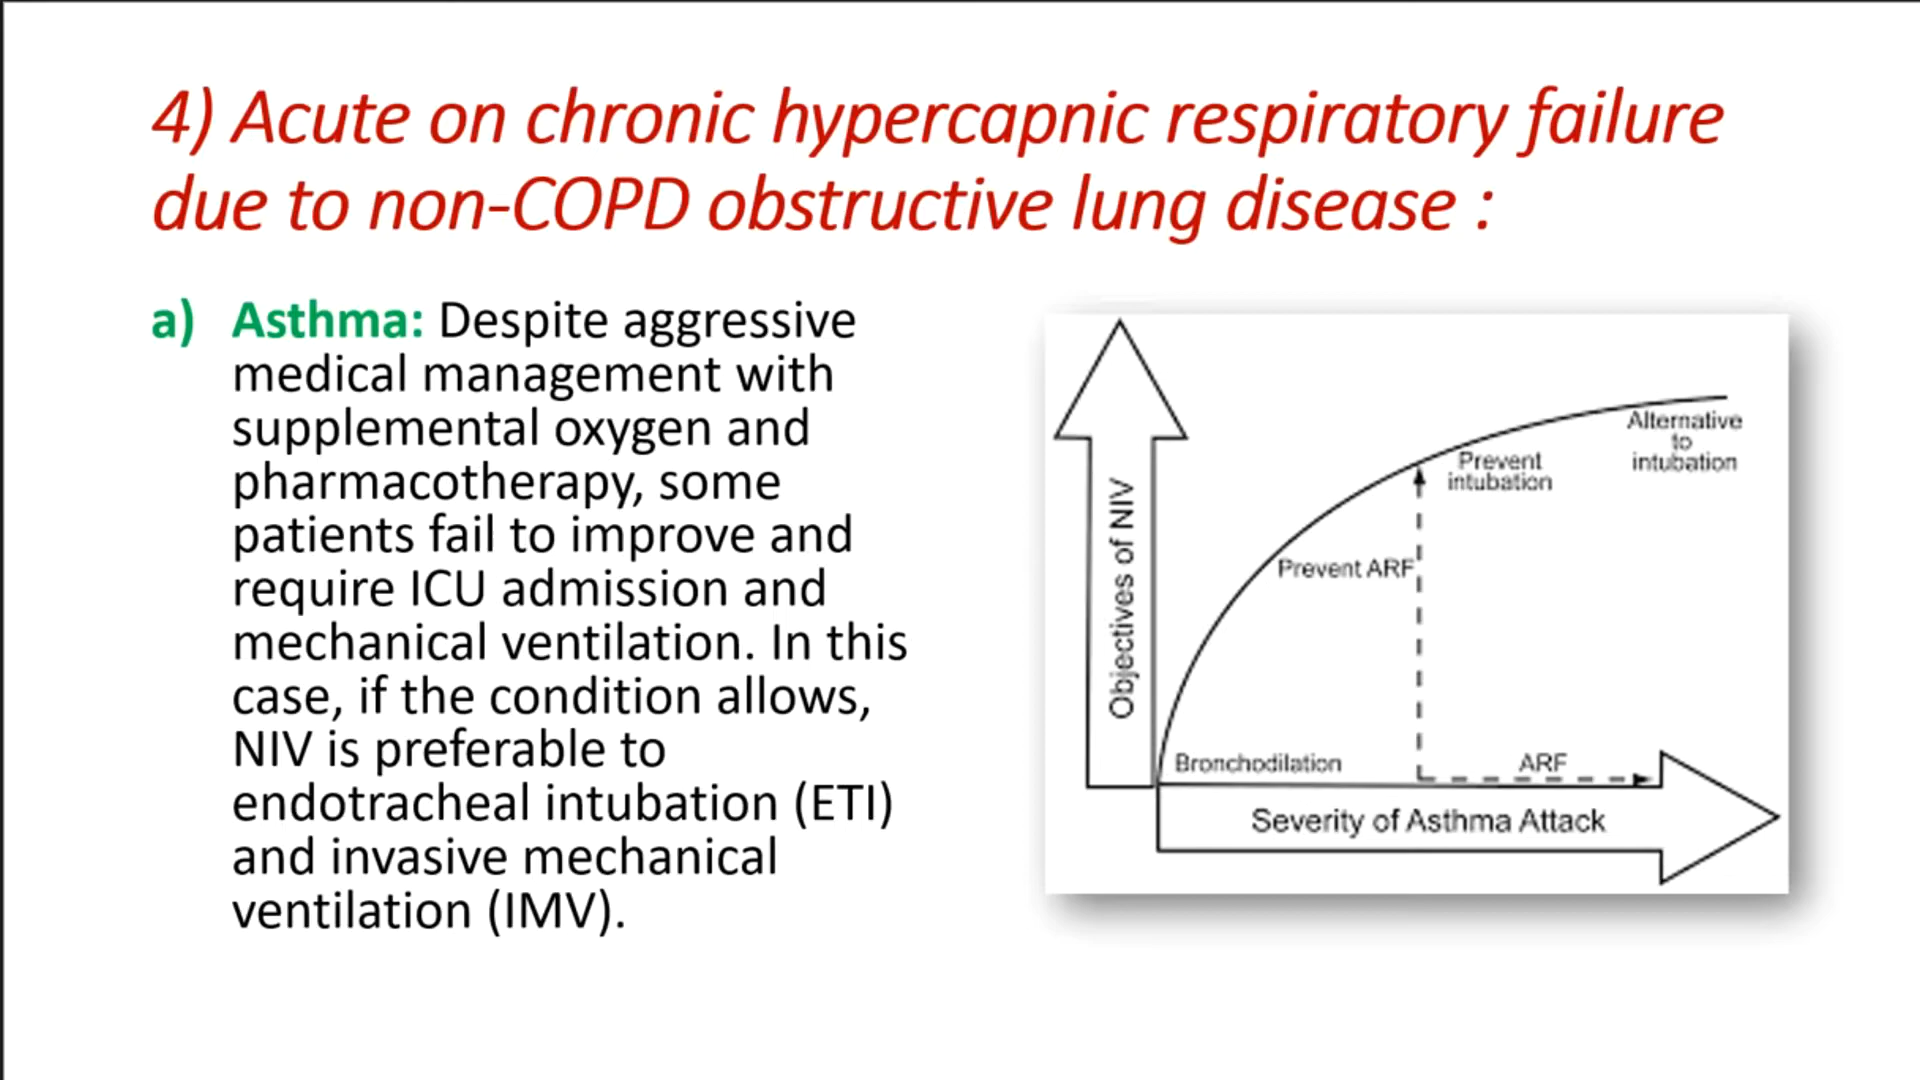 4) Acute on chronic hypercapnic respiratory failure
due to non-COPD obstructive lung disease :
a) Asthma: Despite aggressive
medical management with
supplemental oxygen and
pharmacotherapy, some
patients fail to improve and
require ICU admission and
mechanical ventilation. In this
case, if the condition allows,
NIV is preferable to
endotracheal intubation (ETI)
and invasive mechanical
ventilation (IMV).
Objectives of NIV
Alternative
to
intubation
Prevent
intubation
Prevent ARF
Bronchodilation
ARF
Severity of Asthma Attack